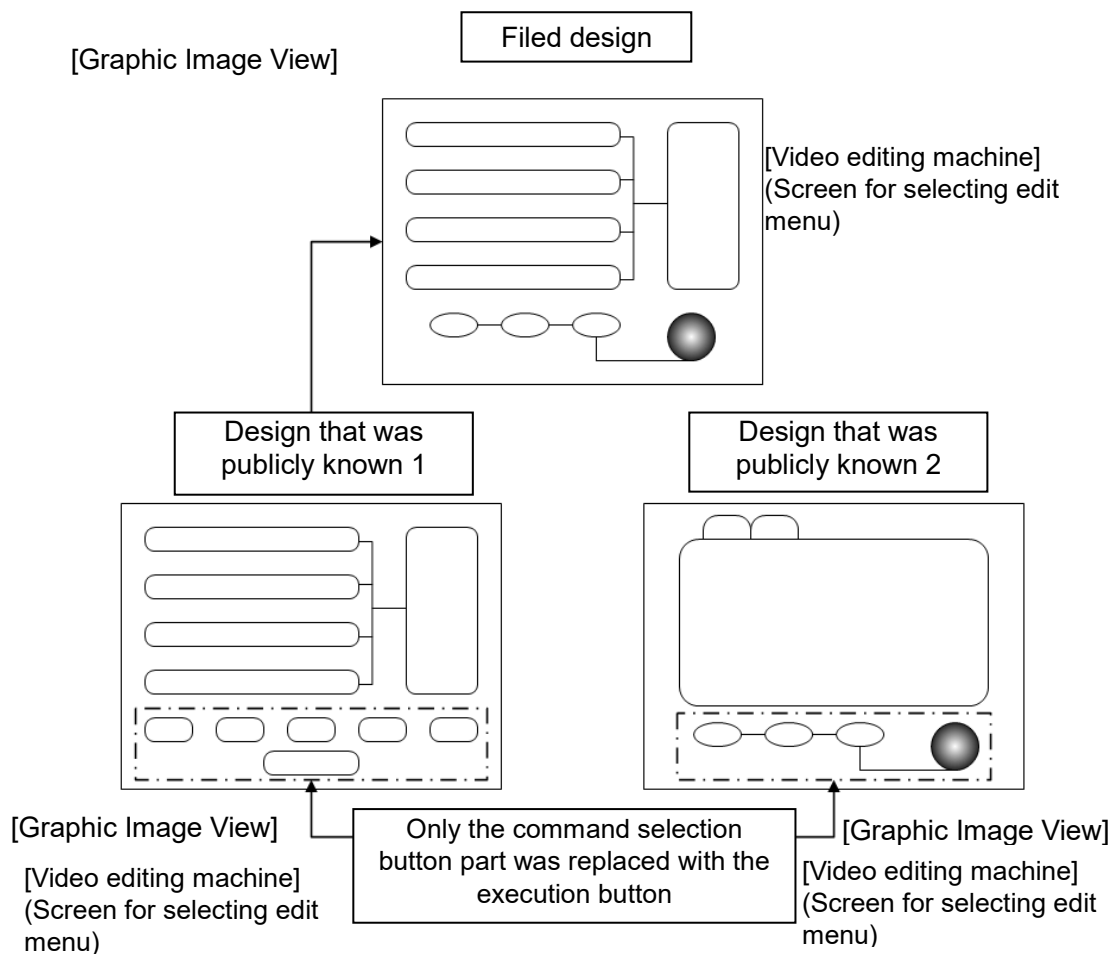 Filed design
[Graphic Image View]
[Video editing machine]
(Screen for selecting edit
menu)
Design that was
publicly known 1
Design that was
publicly known 2
[Graphic Image View]
Only the command selection
button part was replaced with the
execution button
[Graphic Image View]
[Video editing machine]
(Screen for selecting edit
menu)
[Video editing machine]
(Screen for selecting edit
menu)